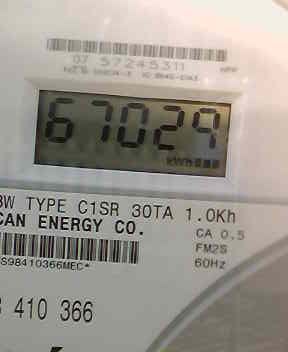 07 57245311
67029
kWh
3W TYPE C1SR 30TA 1.0Kh
CAN ENERGY CO.
CA 0.5
FM2S
60Hz
S98410366MEC*
410 366